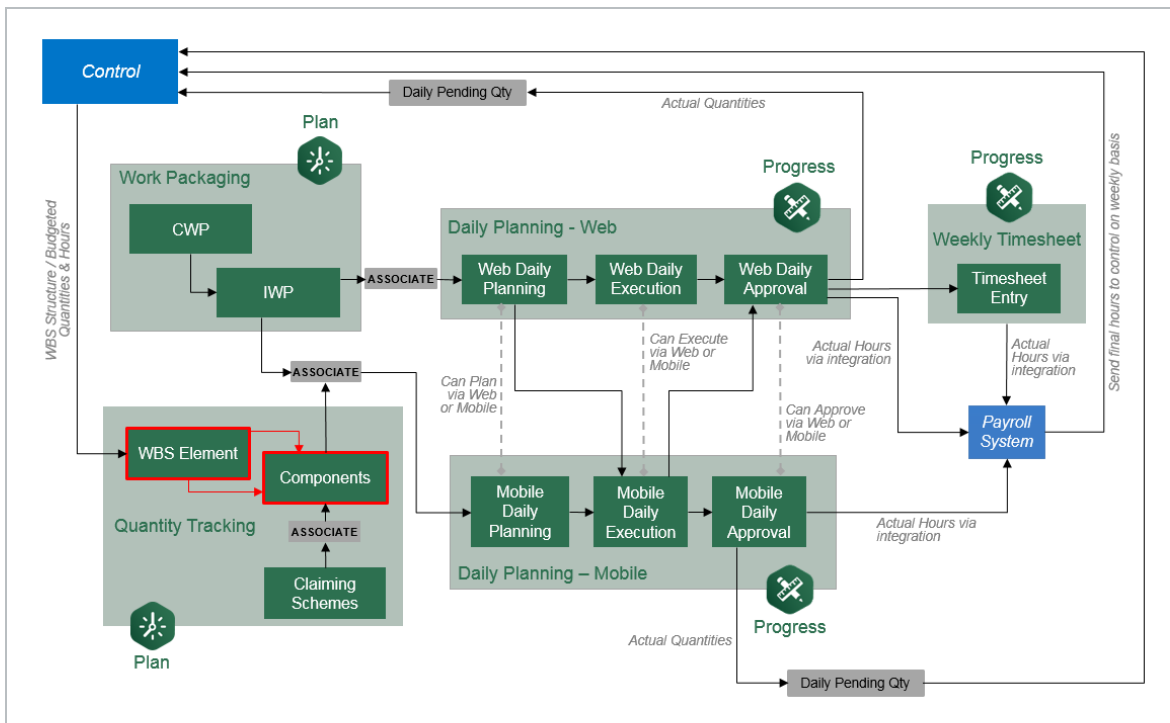 Control
Daily Pending Qty
Actual Quantities
Plan
Progress
Progress
Work Packaging
CWP
IWP
ASSOCIATE
Daily Planning - Web
Web Daily
Planning
Web Daily
Execution
Web Daily
Approval
Weekly Timesheet
Timesheet
Entry
WBS Structure / Budgeted
Quantities & Hours
Send final hours to control on weekly basis
Can Plan
via Web
or Mobile
Can Execute
via Web or
Mobile
Can Approve
via Web or
Mobile
Actual Hours
via integration
Actual
Hours via
integration
Payroll
System
ASSOCIATE
WBS Element
Components
Quantity Tracking
ASSOCIATE
Claiming
Schemes
Plan
Mobile
Daily
Planning
Mobile
Daily
Execution
Mobile
Daily
Approval
Daily Planning – Mobile
Actual Hours via
integration
Progress
Actual Quantities
Daily Pending Qty